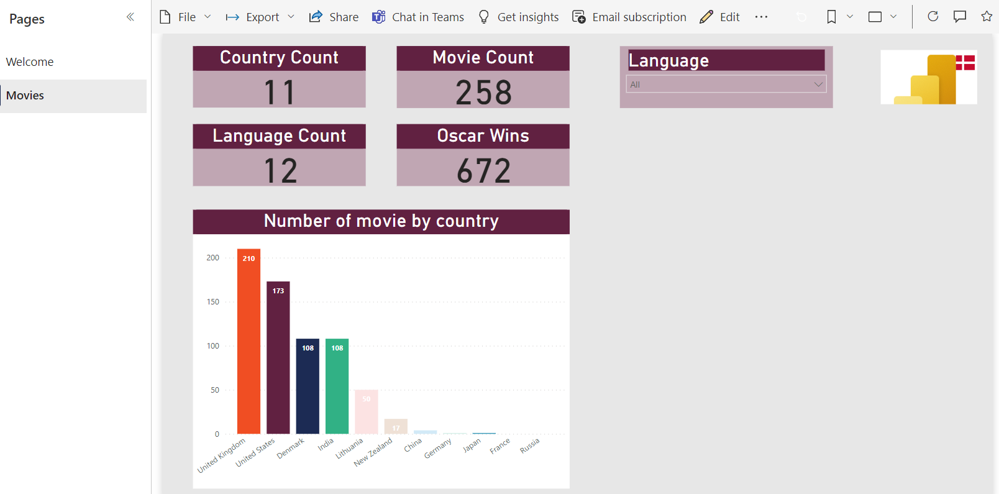 Pages
Welcome
Movies
File
Export
Share
Chat in Teams
Get insights
Email subscription
Edit
Country Count
11
Movie Count
258
Language
All
Language Count
12
Oscar Wins
672
Number of movie by country
200
150
100
50
0
210
173
108
108
50
17
United Kingdom
United States
Denmark
India
Lithuania
New Zealand
China
Germany
Japan
France
Russia